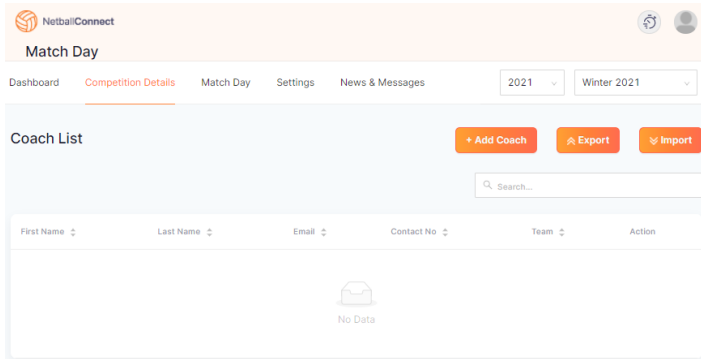 NetballConnect
Match Day
Dashboard Competition Details Match Day Settings News & Messages 2021 Winter 2021
Coach List + Add Coach Export Import
Search...
First Name Last Name Email Contact No Team Action
No Data